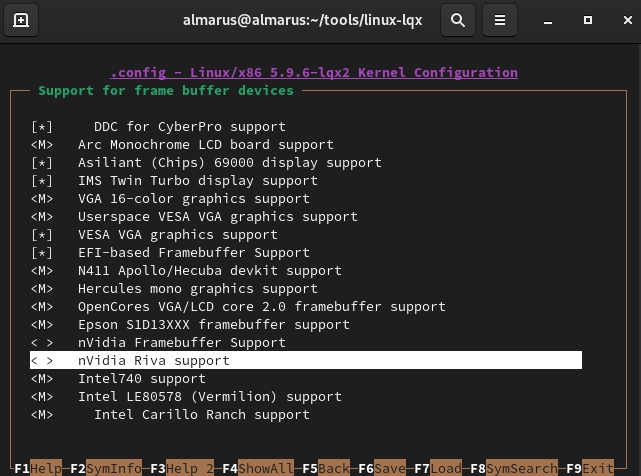 almarus@almarus:~/tools/linux-lqx
.config - Linux/x86 5.9.6-lqx2 Kernel Configuration
Support for frame buffer devices
[*] DDC for CyberPro support
<M> Arc Monochrome LCD board support
[*] Asiliant (Chips) 69000 display support
[*] IMS Twin Turbo display support
<M> VGA 16-color graphics support
<M> Userspace VESA VGA graphics support
[*] VESA VGA graphics support
[*] EFI-based Framebuffer Support
<M> N411 Apollo/Hecuba devkit support
<M> Hercules mono graphics support
<M> OpenCores VGA/LCD core 2.0 framebuffer support
<M> Epson S1D13XXX framebuffer support
< > nVidia Framebuffer Support
< > nVidia Riva support
<M> Intel740 support
<M> Intel LE80578 (Vermilion) support
<M> Intel Carillo Ranch support
F1Help F2SymInfo F3Help 2 F4ShowAll F5Back F6Save F7Load F8SymSearch F9Exit